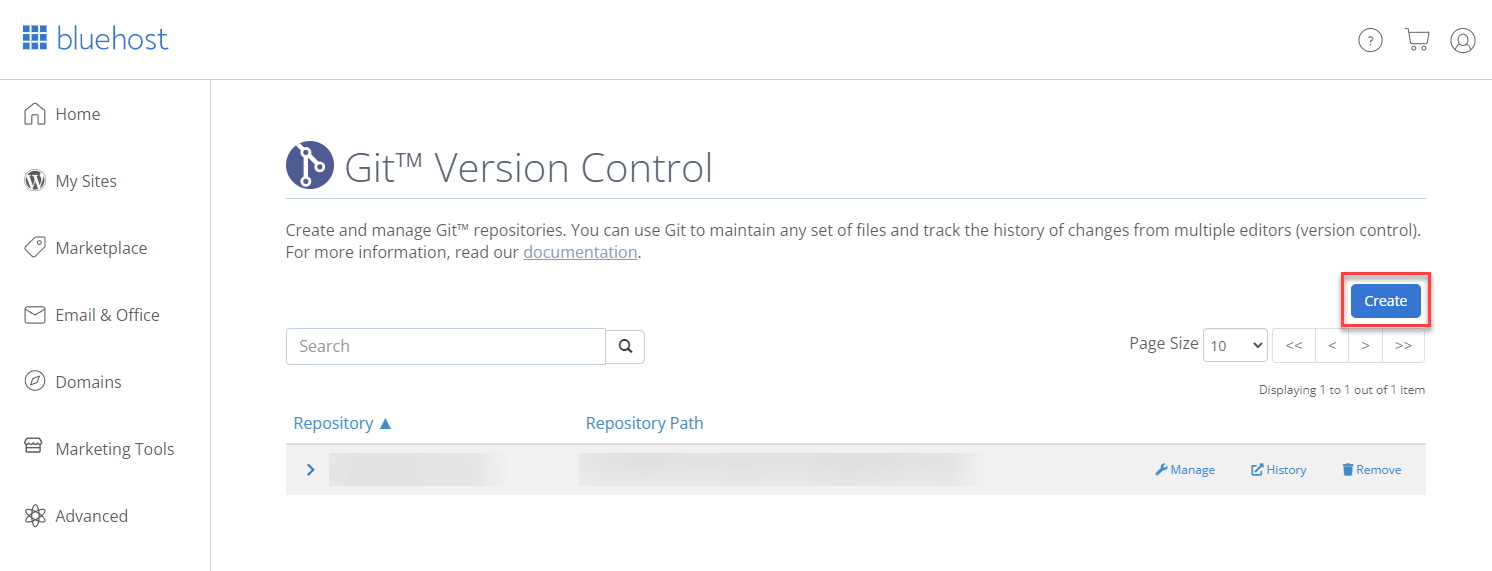 bluehost
?
Home
My Sites
Marketplace
Email & Office
Domains
Marketing Tools
Advanced
Git™ Version Control
Create and manage Git™ repositories. You can use Git to maintain any set of files and track the history of changes from multiple editors (version control).
For more information, read our documentation.
Create
Search
Page Size 10 << < > >>
Displaying 1 to 1 out of 1 item
Repository ▲ Repository Path
Manage History Remove